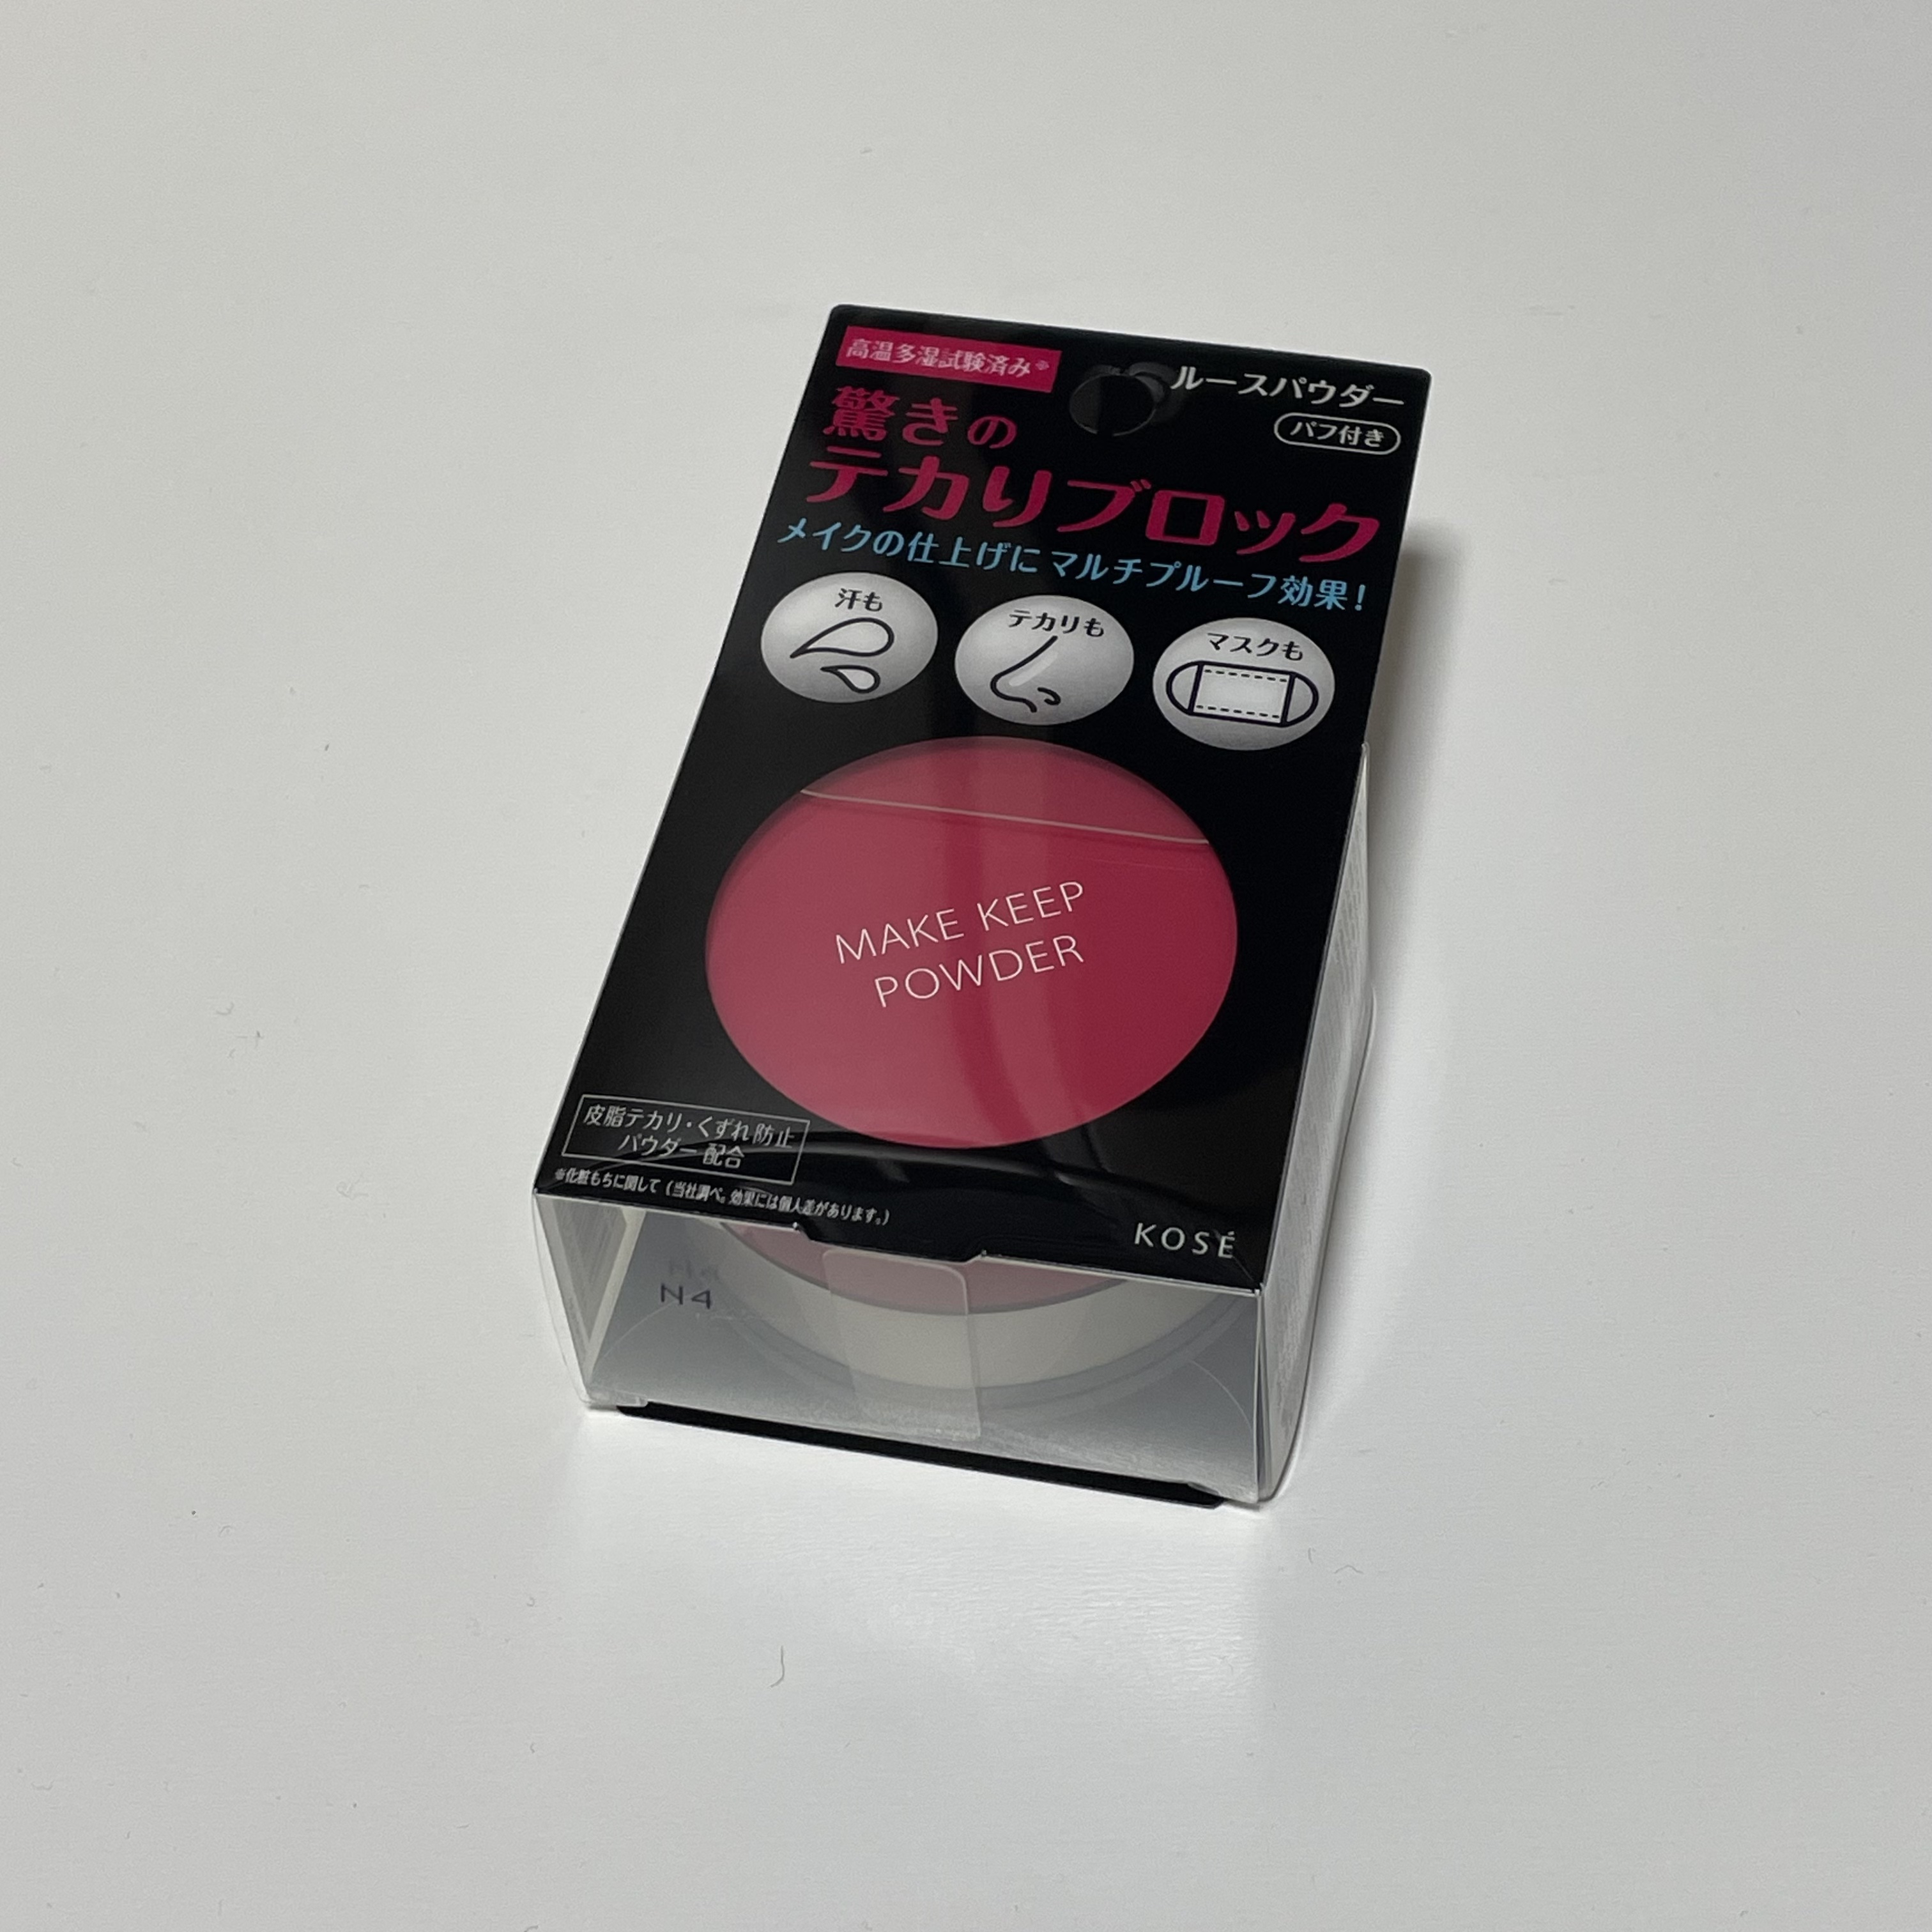 高温多湿試験済み※
ルースパウダー
パフ付き
驚きの
テカリブロック
メイクの仕上げにマルチプルーフ効果！
汗も
テカリも
マスクも
MAKE KEEP
POWDER
皮脂テカリ・くずれ防止
パウダー配合
※化粧もちに関して（当社調べ。効果には個人差があります。）
KOSÉ
N4